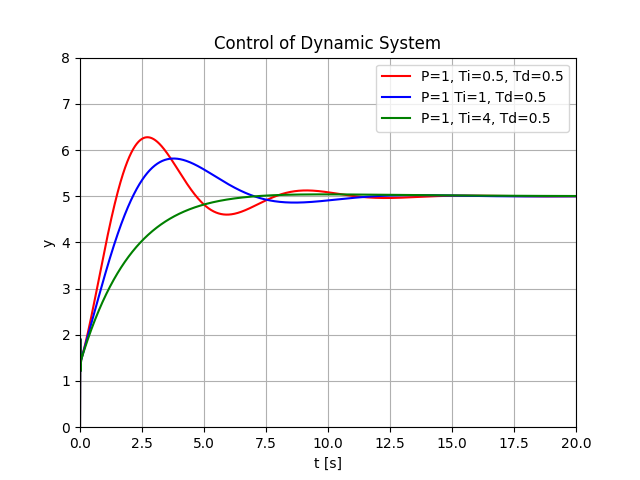 Control of Dynamic System
P=1, Ti=0.5, Td=0.5
P=1 Ti=1, Td=0.5
P=1, Ti=4, Td=0.5
8
7
6
5
4
3
2
1
0
y
0.0 2.5 5.0 7.5 10.0 12.5 15.0 17.5 20.0
t [s]